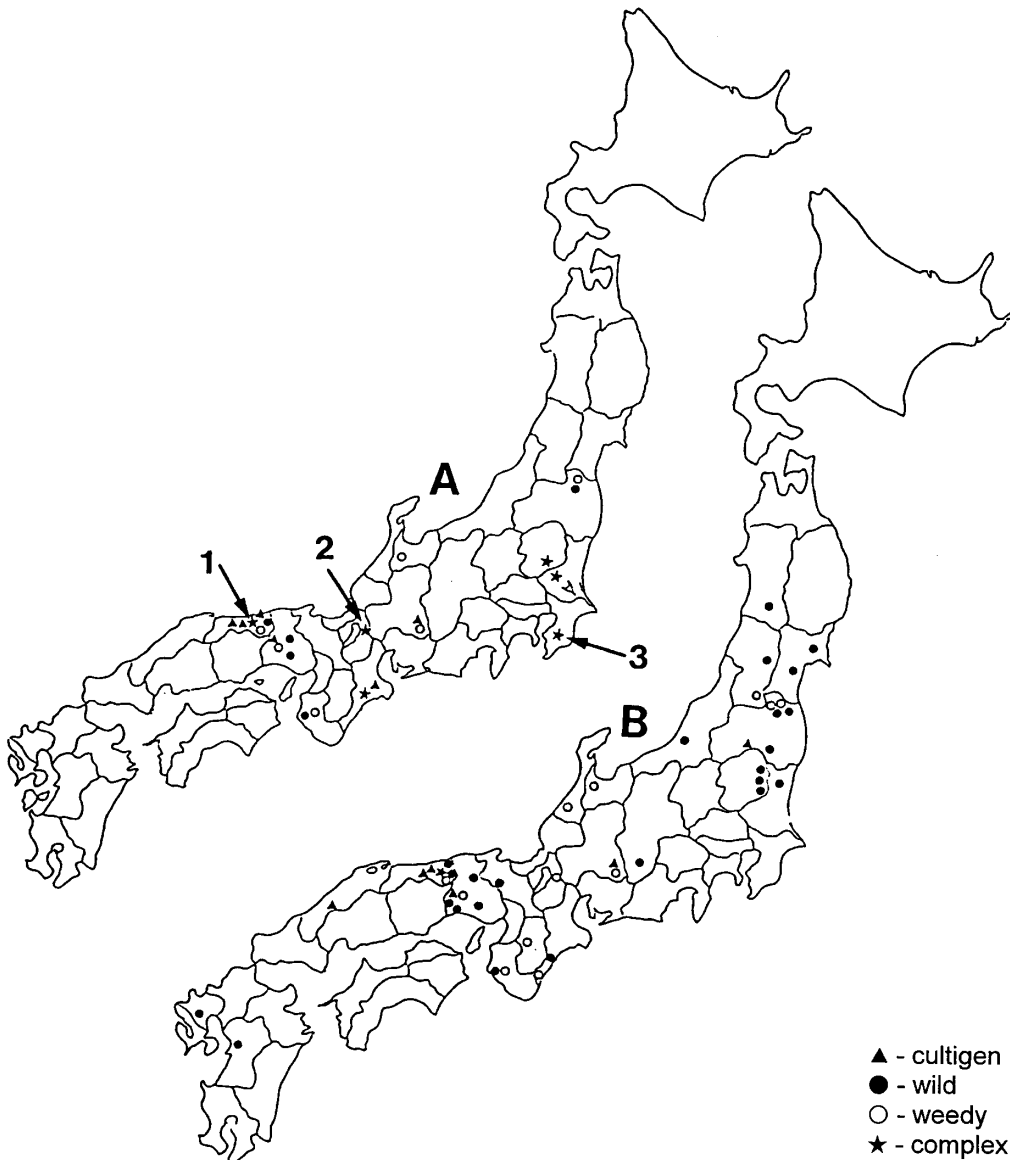 A
2
1
3
B
▲ - cultigen
● - wild
○ - weedy
★ - complex